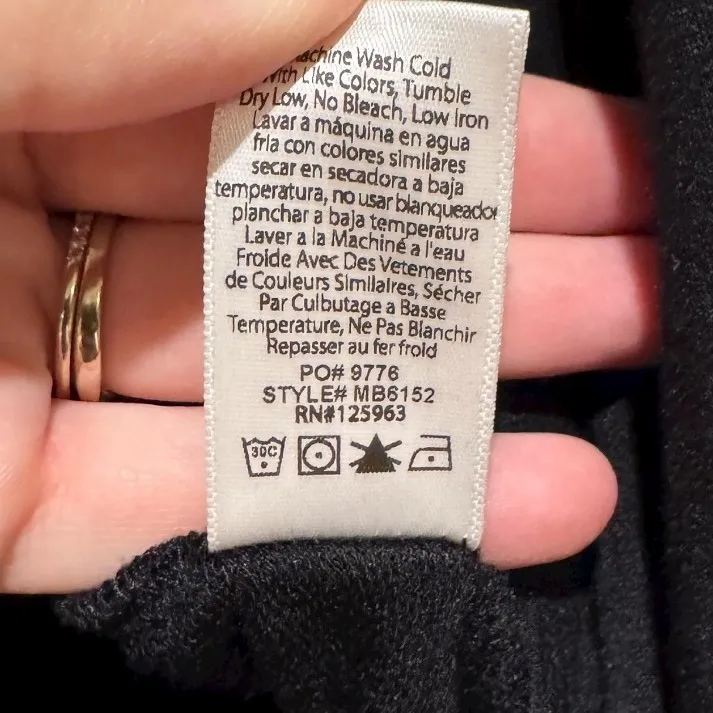 Machine Wash Cold
With Like Colors, Tumble
Dry Low, No Bleach, Low Iron
Lavar a máquina en agua
fria con colores similares
secar en secadora a baja
temperatura, no usar blanqueador
planchar a baja temperatura
Laver a la Machiné a l'eau
Froide Avec Des Vetements
de Couleurs Similaires, Sécher
Par Culbutage a Basse
Temperature, Ne Pas Blanchir
Repasser au fer froid
PO# 9776
STYLE# MB6152
RN#125963
30C